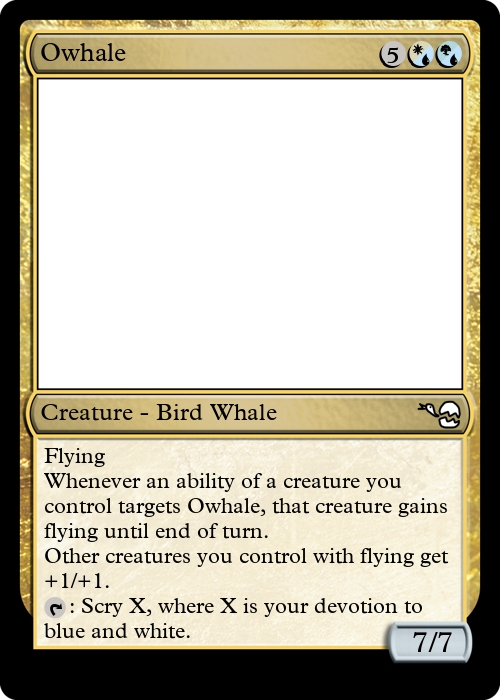 Owhale 5
Creature - Bird Whale
Flying
Whenever an ability of a creature you
control targets Owhale, that creature gains
flying until end of turn.
Other creatures you control with flying get
+1/+1.
: Scry X, where X is your devotion to
blue and white.
7/7